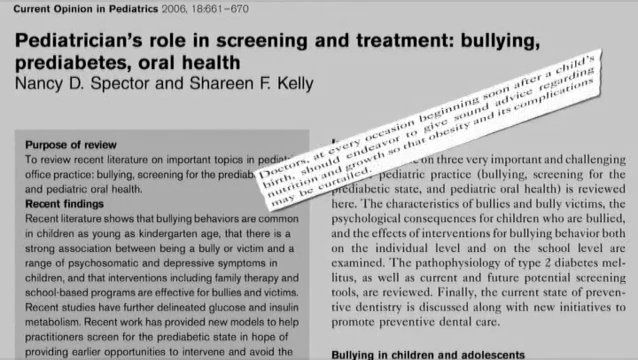 Current Opinion in Pediatrics 2006, 18:661–670
Pediatrician's role in screening and treatment: bullying,
prediabetes, oral health
Nancy D. Spector and Shareen F. Kelly
Doctors, at every occasion beginning soon after a child's
birth, should endeavor to give sound advice regarding
nutrition and growth so that obesity and its complications
may be curtailed.
Purpose of review
To review recent literature on important topics in
office practice: bullying, screening for the
and pediatric oral health.
Recent findings
Recent literature shows that bullying behaviors are common
in children as young as kindergarten age, that there is a
strong association between being a bully or victim and a
range of psychosomatic and depressive symptoms in
children, and that interventions including family therapy and
school-based programs are effective for bullies and victims.
Recent studies have further delineated glucose and insulin
metabolism. Recent work has provided new models to help
practitioners screen for the prediabetic state in hope of
providing earlier opportunities to intervene and avoid the
on three very important and challenging
pediatric practice (bullying, screening for the
prediabetic state, and pediatric oral health) is reviewed
here. The characteristics of bullies and bully victims, the
psychological consequences for children who are bullied,
and the effects of interventions for bullying behavior both
on the individual level and on the school level are
examined. The pathophysiology of type 2 diabetes mel-
litus, as well as current and future potential screening
tools, are reviewed. Finally, the current state of preven-
tive dentistry is discussed along with new initiatives to
promote preventive dental care.
Bullying in children and adolescents